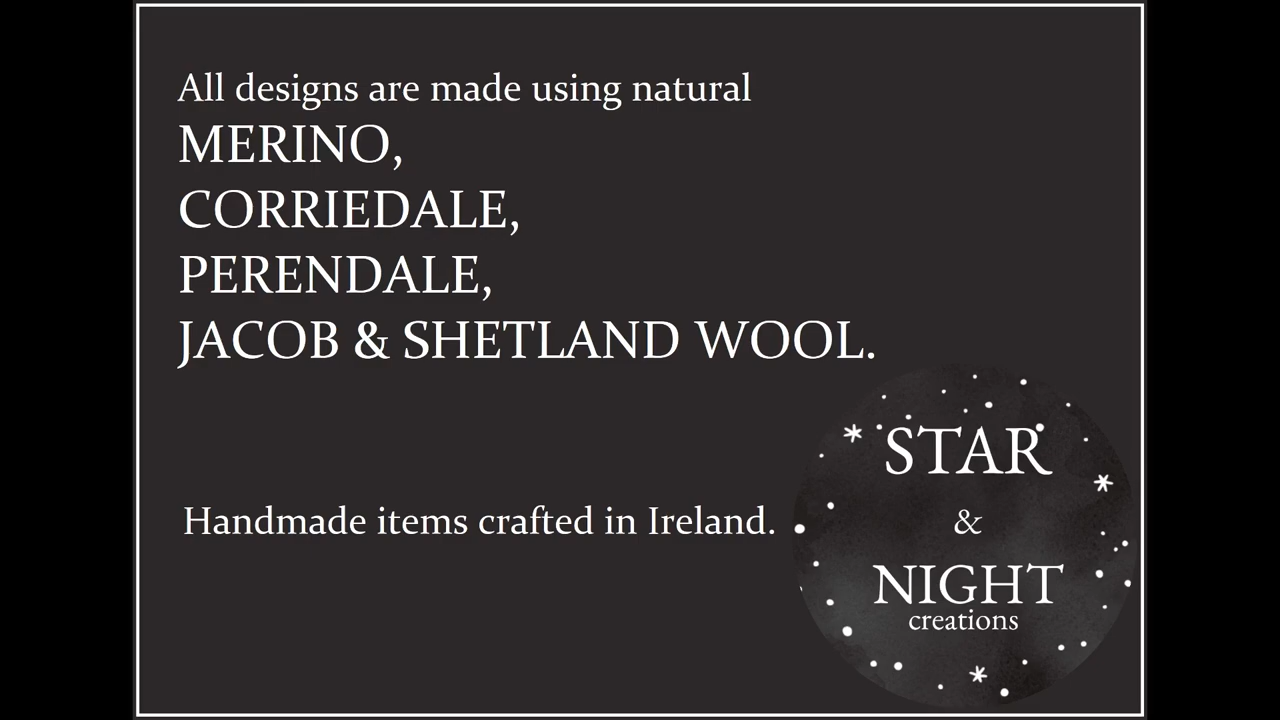 All designs are made using natural
MERINO,
CORRIEDALE,
PERENDALE,
JACOB & SHETLAND WOOL.
Handmade items crafted in Ireland.
STAR
&
NIGHT
creations